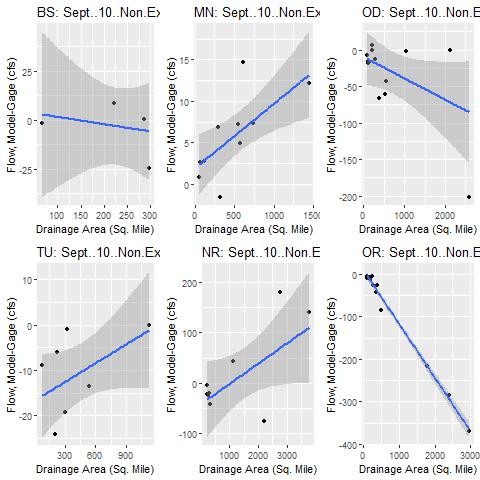 BS: Sept..10..Non.Ex
MN: Sept..10..Non.E
OD: Sept..10..Non.E
Flow, Model-Gage (cfs)
25
0
-25
100
150
200
250
300
Drainage Area (Sq. Mile)
Flow, Model-Gage (cfs)
15
10
5
0
0
500
1000
150
Drainage Area (Sq. Mile)
Flow, Model-Gage (cfs)
0
-50
-100
-150
-200
0
1000
2000
Drainage Area (Sq. Mile)
TU: Sept..10..Non.Ex
NR: Sept..10..Non.E
OR: Sept..10..Non.E
Flow, Model-Gage (cfs)
10
0
-10
-20
300
600
900
Drainage Area (Sq. Mile)
Flow, Model-Gage (cfs)
200
100
0
-100
1000
2000
3000
Drainage Area (Sq. Mile)
Flow, Model-Gage (cfs)
0
-100
-200
-300
-400
0
1000
2000
3000
Drainage Area (Sq. Mile)